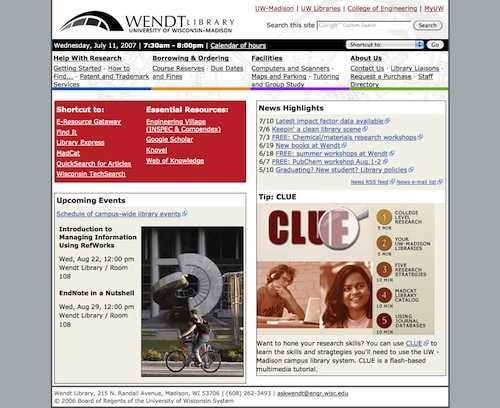 UW-Madison | UW Libraries | College of Engineering | MyUW
WENDT LIBRARY
UNIVERSITY OF WISCONSIN–MADISON
Search this site Google™ Custom Search Search
Wednesday, July 11, 2007 | 7:30am - 8:00pm | Calendar of hours
Shortcut to: Go
Help With Research
Getting Started · How to
Find... · Patent and Trademark
Services
Borrowing & Ordering
Course Reserves · Due Dates
and Fines
Facilities
Computers and Scanners ·
Maps and Parking · Tutoring
and Group Study
About Us
Contact Us · Library Liaisons ·
Request a Purchase · Staff
Directory
Shortcut to:
E-Resource Gateway
Find It
Library Express
MadCat
QuickSearch for Articles
Wisconsin TechSearch
Essential Resources:
Engineering Village
(INSPEC & Compendex)
Google Scholar
Knovel
Web of Knowledge
News Highlights
7/10 Latest impact factor data available
7/6 Keepin' a clean library scene
7/3 FREE: Chemical/materials research workshops
6/19 New books at Wendt
6/18 FREE: summer workshops at Wendt
6/7 FREE: PubChem workshop Aug.1-2
5/10 Graduating? New student? Library policies
News RSS feed News e-mail list
Upcoming Events
Schedule of campus-wide library events
Introduction to
Managing Information
Using RefWorks
Wed, Aug 22, 12:00 pm
Wendt Library / Room
108
EndNote in a Nutshell
Wed, Aug 29, 12:00 pm
Wendt Library / Room
108
Tip: CLUE
CLUE
1 COLLEGE
LEVEL
RESEARCH
5 MIN
2 YOUR
UW-MADISON
LIBRARIES
5 MIN
3 FIVE
RESEARCH
STRATEGIES
10 MIN
4 MADCAT
LIBRARY
CATALOG
10 MIN
5 USING
JOURNAL
DATABASES
10 MIN
Want to hone your research skills? You can use CLUE to
learn the skills and stragtegies you'll need to use the UW -
Madison campus library system. CLUE is a flash-based
multimedia tutorial.
Wendt Library, 215 N. Randall Avenue, Madison, WI 53706 | (608) 262-3493 | askwendt@engr.wisc.edu
© 2006 Board of Regents of the University of Wisconsin System